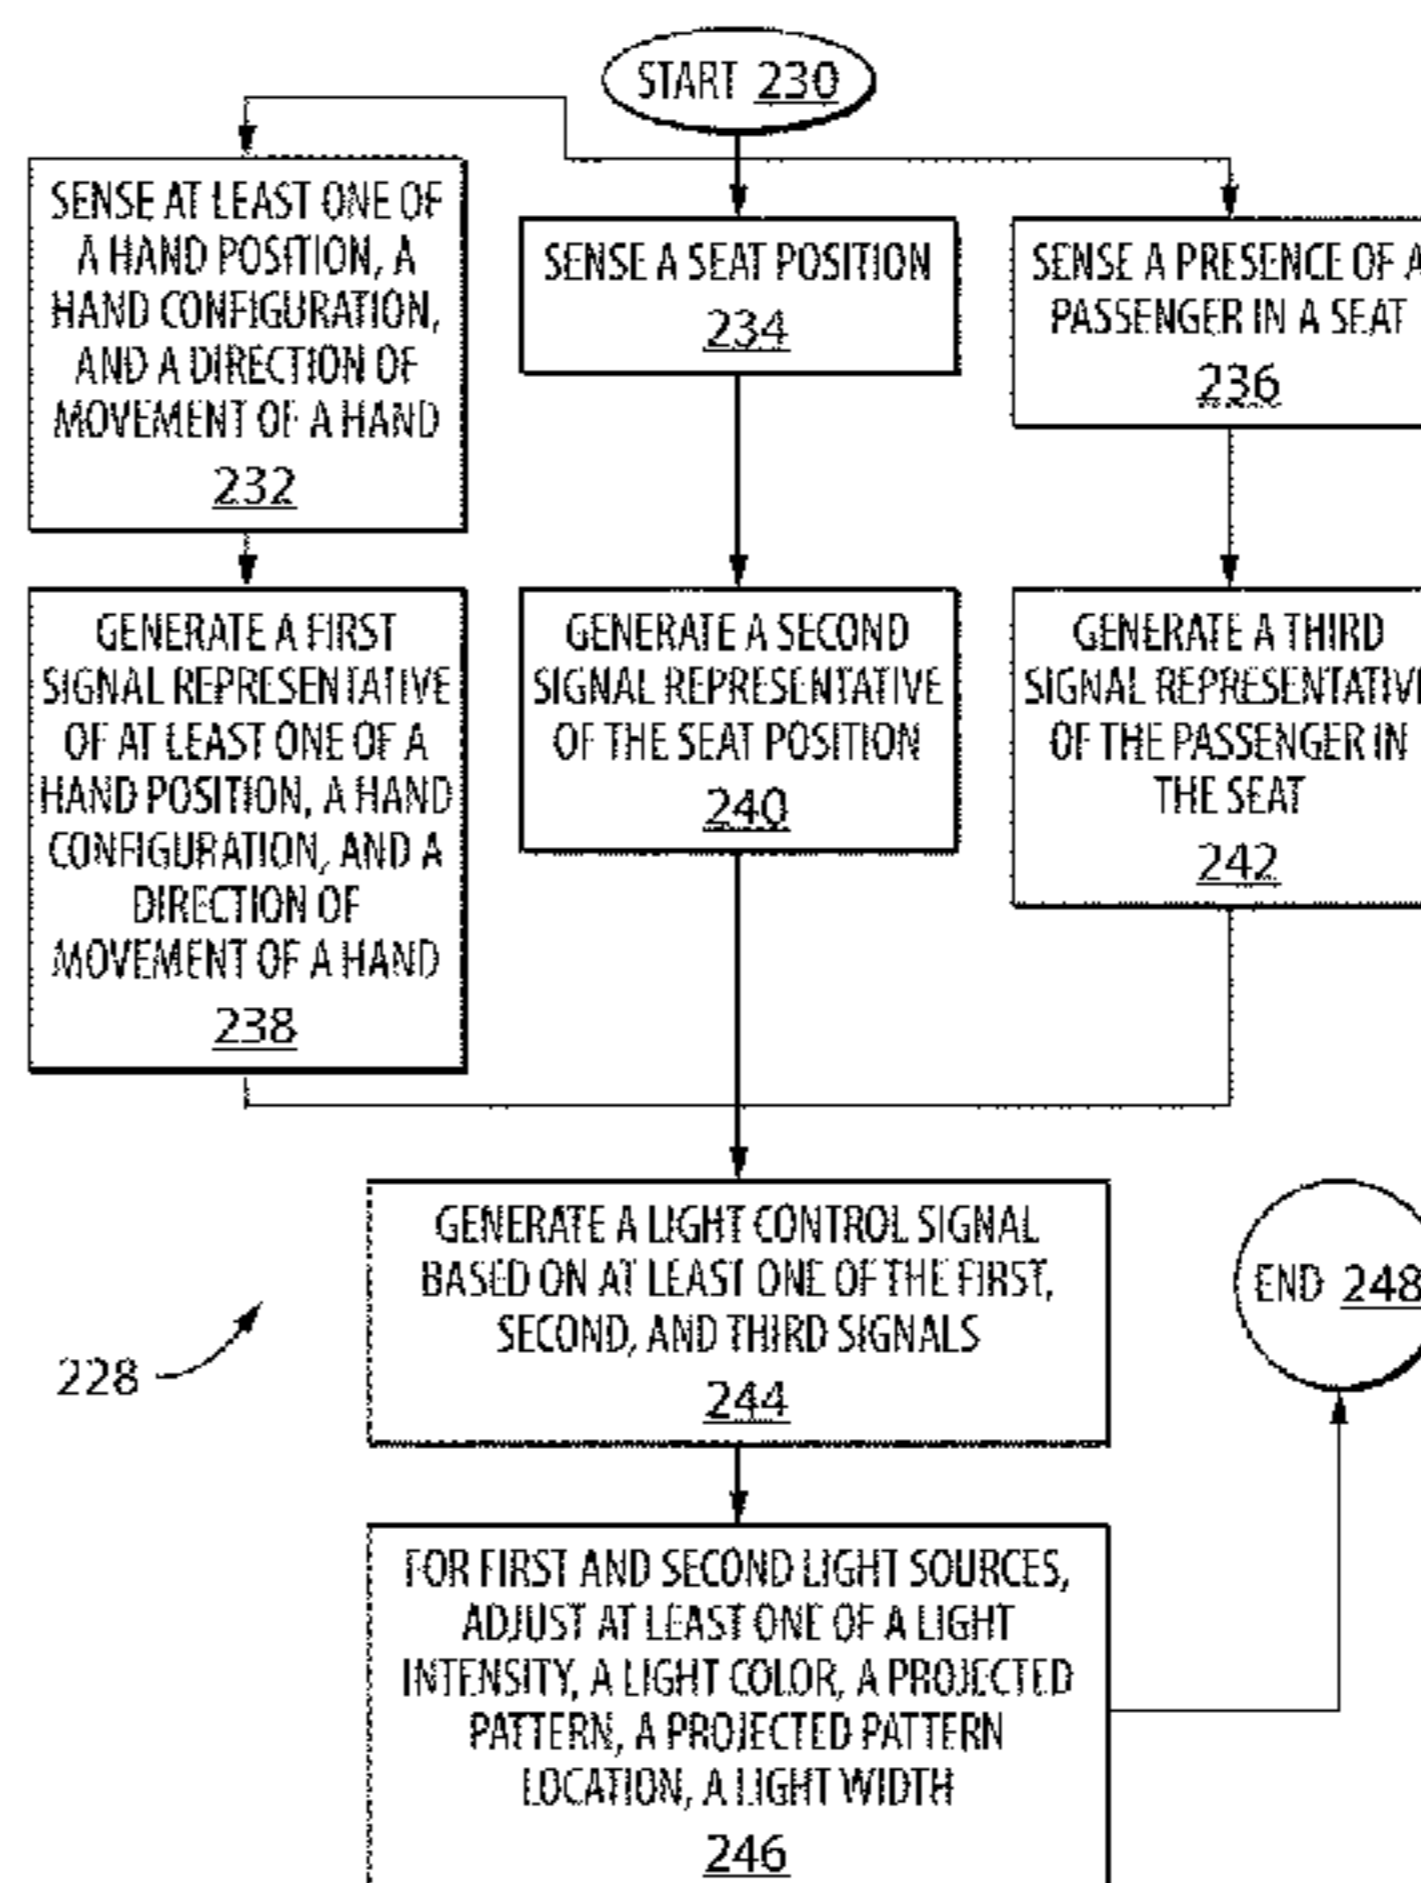 START 230
SENSE AT LEAST ONE OF
A HAND POSITION, A
HAND CONFIGURATION,
AND A DIRECTION OF
MOVEMENT OF A HAND
232
SENSE A SEAT POSITION
234
SENSE A PRESENCE OF A
PASSENGER IN A SEAT
236
GENERATE A FIRST
SIGNAL REPRESENTATIVE
OF AT LEAST ONE OF A
HAND POSITION, A HAND
CONFIGURATION, AND A
DIRECTION OF
MOVEMENT OF A HAND
238
GENERATE A SECOND
SIGNAL REPRESENTATIVE
OF THE SEAT POSITION
240
GENERATE A THIRD
SIGNAL REPRESENTATIVE
OF THE PASSENGER IN
THE SEAT
242
GENERATE A LIGHT CONTROL SIGNAL
BASED ON AT LEAST ONE OF THE FIRST,
SECOND, AND THIRD SIGNALS
244
END 248
228
FOR FIRST AND SECOND LIGHT SOURCES,
ADJUST AT LEAST ONE OF A LIGHT
INTENSITY, A LIGHT COLOR, A PROJECTED
PATTERN, A PROJECTED PATTERN
LOCATION, A LIGHT WIDTH
246